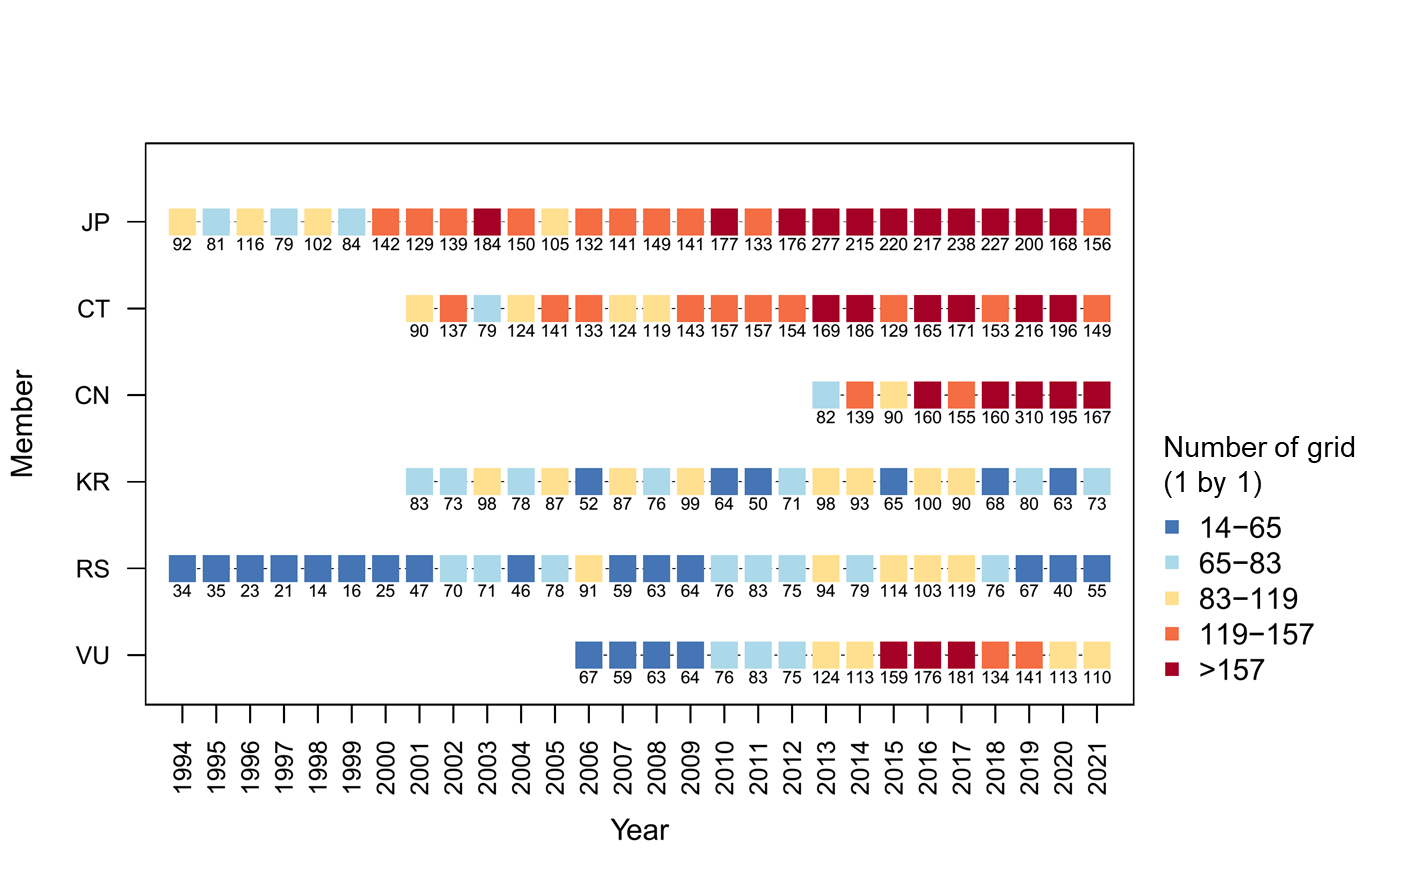 JP
92 81 116 79 102 84 142 129 139 184 150 105 132 141 149 141 177 133 176 277 215 220 217 238 227 200 168 156
CT
90 137 79 124 141 133 124 119 143 157 157 154 169 186 129 165 171 153 216 196 149
CN
82 139 90 160 155 160 310 195 167
KR
83 73 98 78 87 52 87 76 99 64 50 71 98 93 65 100 90 68 80 63 73
RS
34 35 23 21 14 16 25 47 70 71 46 78 91 59 63 64 76 83 75 94 79 114 103 119 76 67 40 55
VU
67 59 63 64 76 83 75 124 113 159 176 181 134 141 113 110
Member
1994 1995 1996 1997 1998 1999 2000 2001 2002 2003 2004 2005 2006 2007 2008 2009 2010 2011 2012 2013 2014 2015 2016 2017 2018 2019 2020 2021
Year
Number of grid
(1 by 1)
14−65
65−83
83−119
119−157
>157